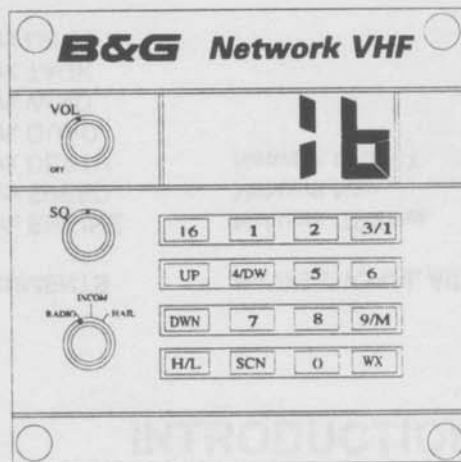 B&G Network VHF
VOL
OFF
16
SQ
16 1 2 3/1
UP 4/DW 5 6
INCOM
RADIO HAIL
DWN 7 8 9/M
H/L SCN 0 WX
INTRODUCTION